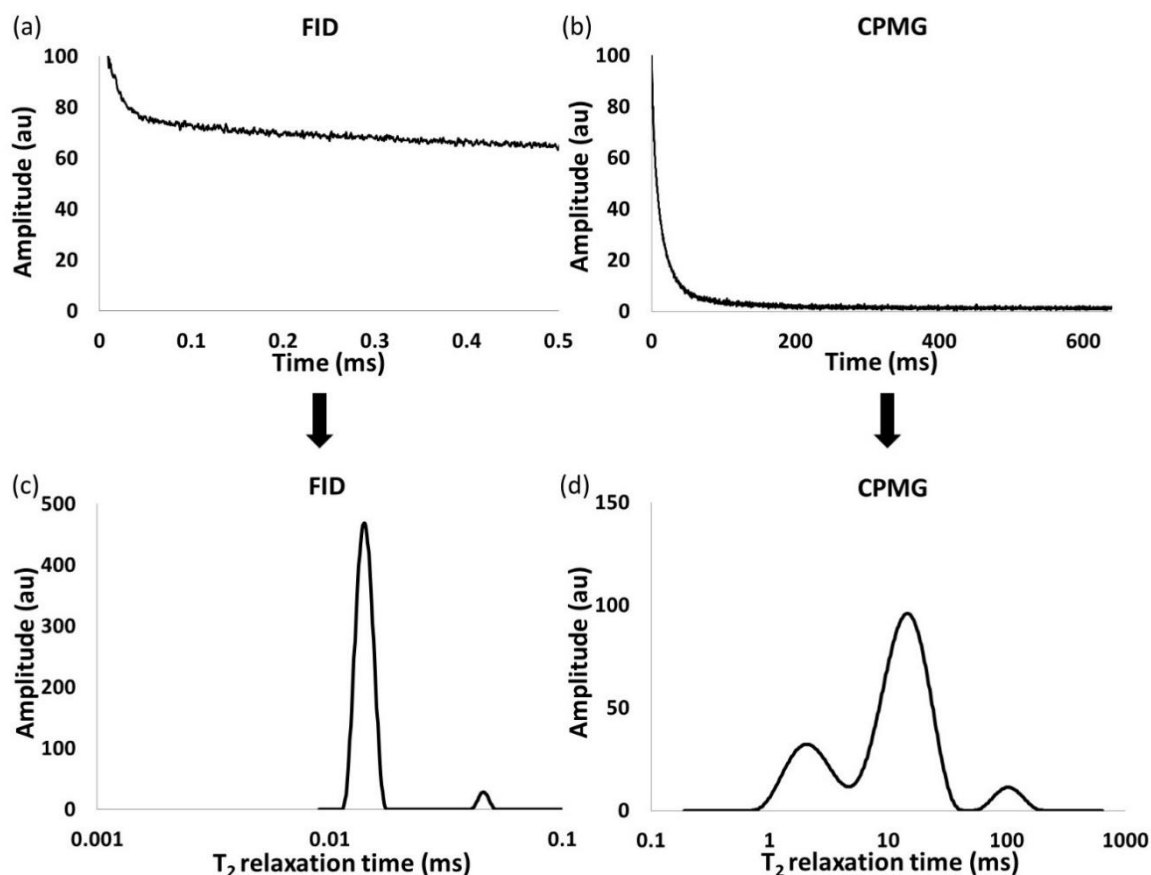 (a)
FID
Amplitude (au)
100
80
60
40
20
0
0
0.1
0.2
0.3
0.4
0.5
Time (ms)
(b)
CPMG
Amplitude (au)
100
80
60
40
20
0
0
200
400
600
Time (ms)
(c)
FID
Amplitude (au)
500
400
300
200
100
0
0.001
0.01
0.1
T₂ relaxation time (ms)
(d)
CPMG
Amplitude (au)
150
100
50
0
0.1
1
10
100
1000
T₂ relaxation time (ms)